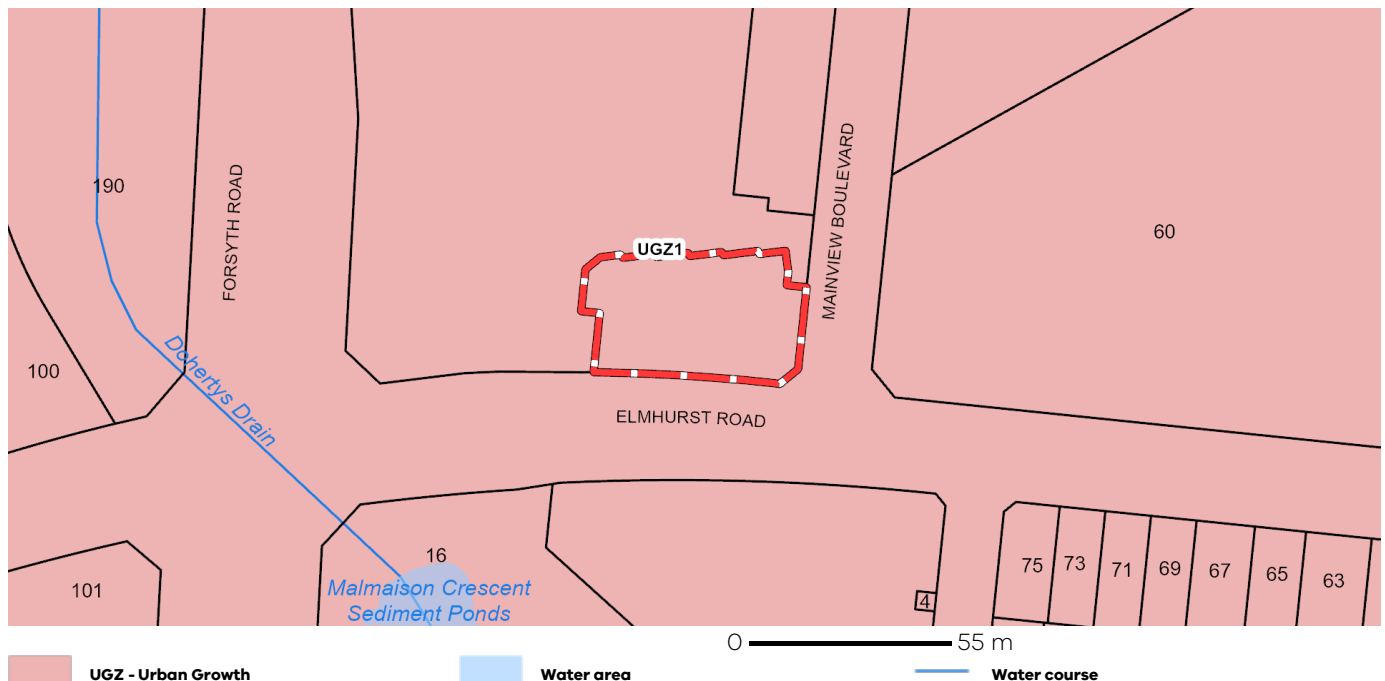 190
FORSYTH ROAD
MAINVIEW BOULEVARD
60
UGZ1
100
Dohertys Drain
ELMHURST ROAD
16
101
Malmaison Crescent
Sediment Ponds
4
75 73 71 69 67 65 63
0 55 m
UGZ - Urban Growth Water area Water course